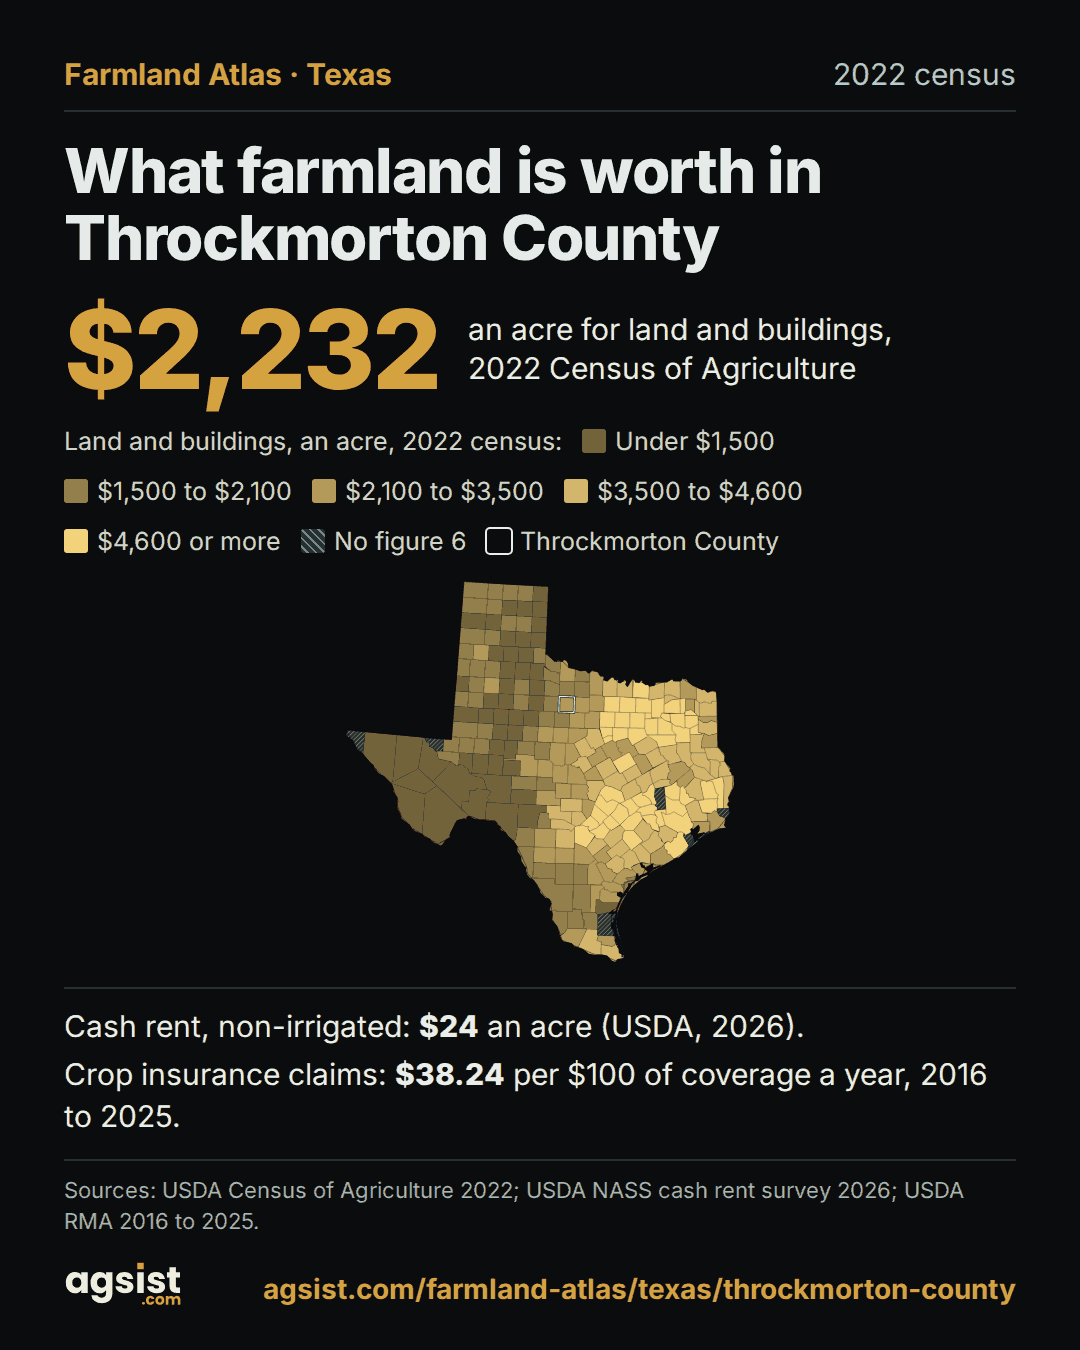 Farmland Atlas · Texas
2022 census
What farmland is worth in
Throckmorton County
$2,232
an acre for land and buildings,
2022 Census of Agriculture
Land and buildings, an acre, 2022 census: Under $1,500
$1,500 to $2,100 $2,100 to $3,500 $3,500 to $4,600
$4,600 or more No figure 6 Throckmorton County
Cash rent, non-irrigated: $24 an acre (USDA, 2026).
Crop insurance claims: $38.24 per $100 of coverage a year, 2016
to 2025.
Sources: USDA Census of Agriculture 2022; USDA NASS cash rent survey 2026; USDA
RMA 2016 to 2025.
agsist
.com
agsist.com/farmland-atlas/texas/throckmorton-county